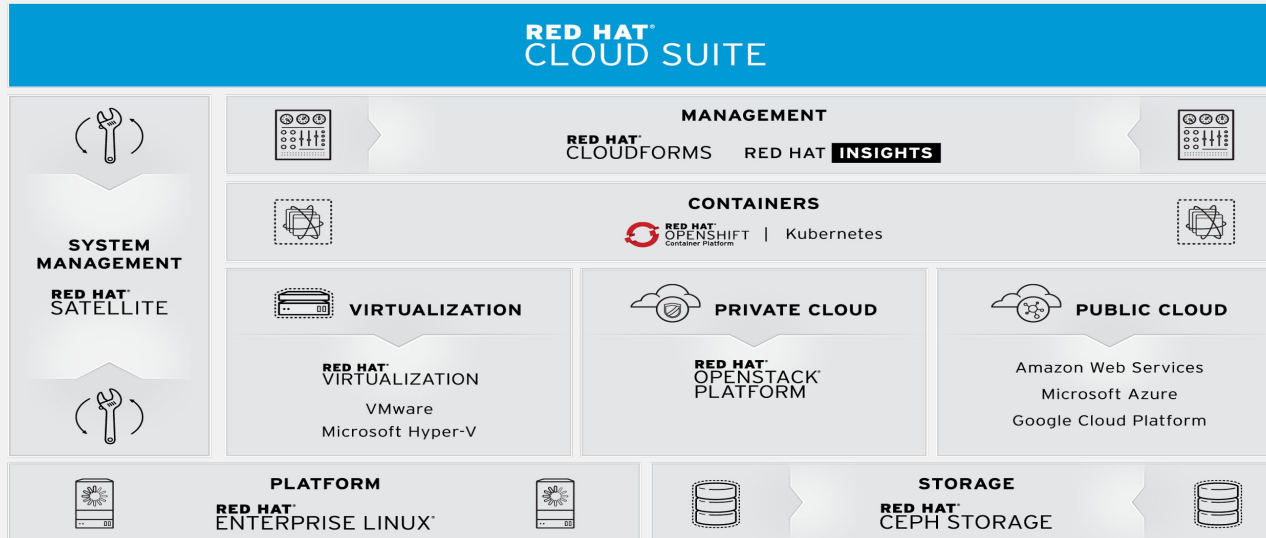 RED HAT®
CLOUD SUITE
MANAGEMENT
RED HAT®
CLOUDFORMS
RED HAT INSIGHTS
CONTAINERS
RED HAT®
OPENSHIFT
Container Platform
| Kubernetes
SYSTEM
MANAGEMENT
RED HAT®
SATELLITE
VIRTUALIZATION
RED HAT®
VIRTUALIZATION
VMware
Microsoft Hyper-V
PRIVATE CLOUD
RED HAT®
OPENSTACK®
PLATFORM
PUBLIC CLOUD
Amazon Web Services
Microsoft Azure
Google Cloud Platform
PLATFORM
RED HAT®
ENTERPRISE LINUX®
STORAGE
RED HAT®
CEPH STORAGE